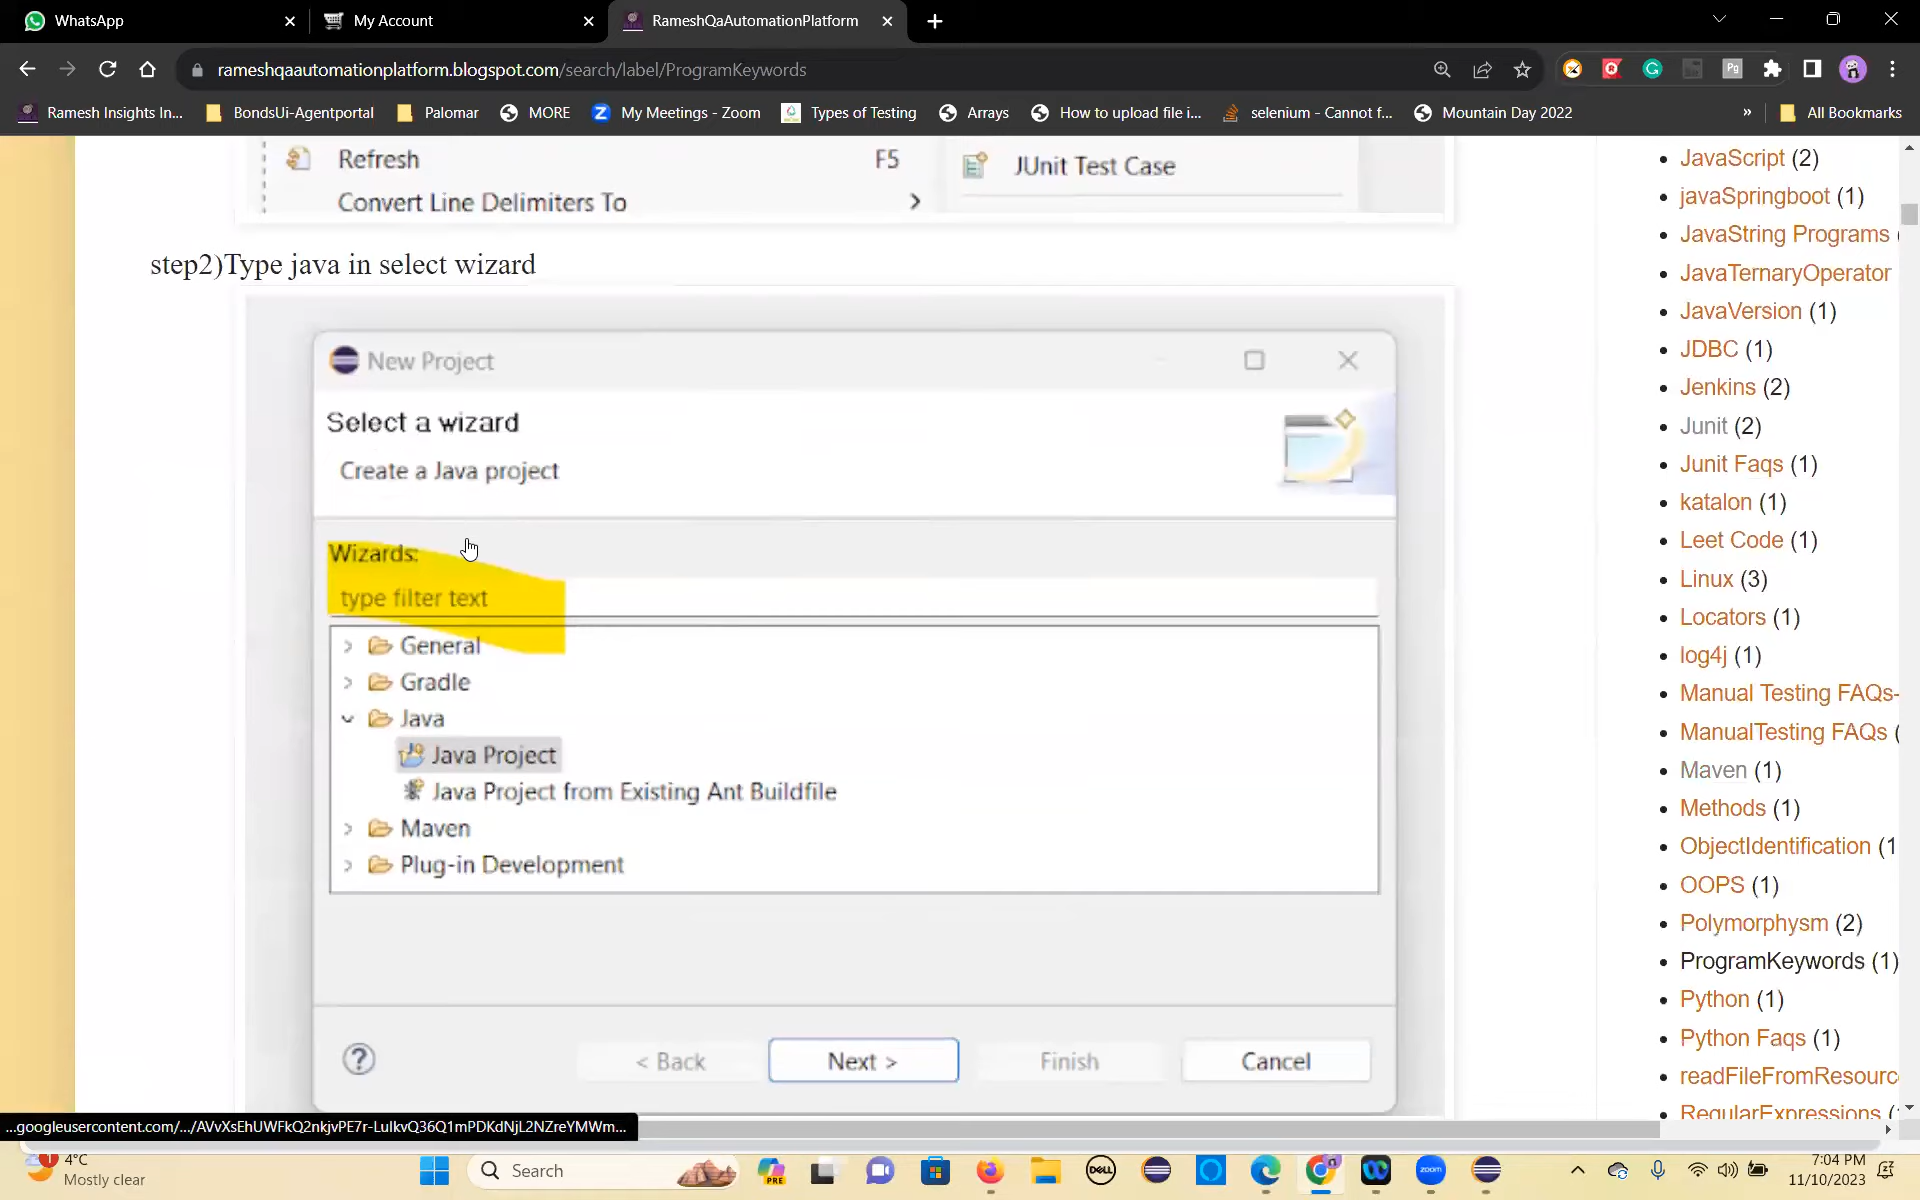 WhatsApp
My Account
RameshQaAutomationPlatform
rameshqaautomationplatform.blogspot.com/search/label/ProgramKeywords
Ramesh Insights In...
BondsUi-Agentportal
Palomar
MORE
My Meetings - Zoom
Types of Testing
Arrays
How to upload file i...
selenium - Cannot f...
Mountain Day 2022
»
All Bookmarks
Refresh F5
Convert Line Delimiters To
JUnit Test Case
step2)Type java in select wizard
New Project
Select a wizard
Create a Java project
Wizards:
type filter text
General
Gradle
Java
Java Project
Java Project from Existing Ant Buildfile
Maven
Plug-in Development
< Back
Next >
Finish
Cancel
JavaScript (2)
javaSpringboot (1)
JavaString Programs (
JavaTernaryOperator
JavaVersion (1)
JDBC (1)
Jenkins (2)
Junit (2)
Junit Faqs (1)
katalon (1)
Leet Code (1)
Linux (3)
Locators (1)
log4j (1)
Manual Testing FAQs-
ManualTesting FAQs (
Maven (1)
Methods (1)
ObjectIdentification (1
OOPS (1)
Polymorphysm (2)
ProgramKeywords (1)
Python (1)
Python Faqs (1)
readFileFromResourc
RegularExpressions (
...googleusercontent.com/.../AVvXsEhUWFkQ2nkjvPE7r-LulkvQ36Q1mPDKdNjL2NZreYMWm...
1
4°C
Mostly clear
Search
PRE
DELL
zoom
7:04 PM
11/10/2023